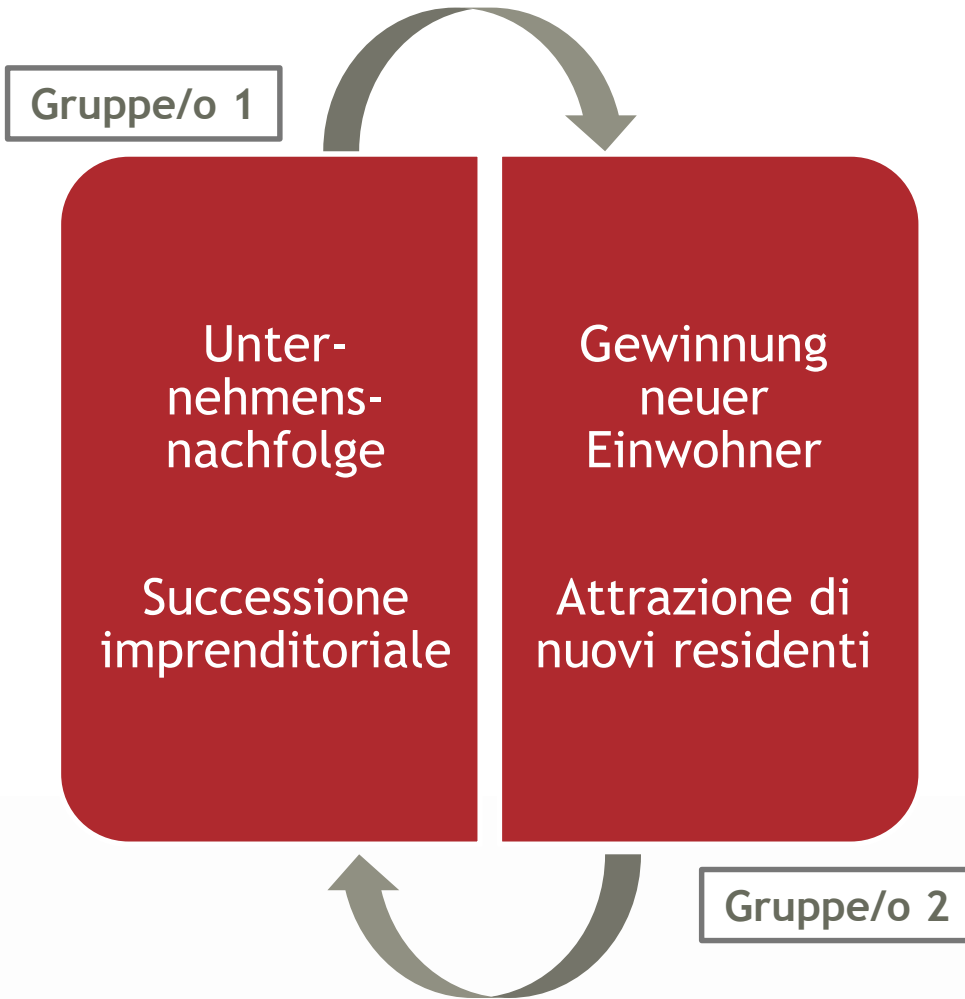 Gruppe/o 1
Unter-
nehmens-
nachfolge
Successione
imprenditoriale
Gewinnung
neuer
Einwohner
Attrazione di
nuovi residenti
Gruppe/o 2